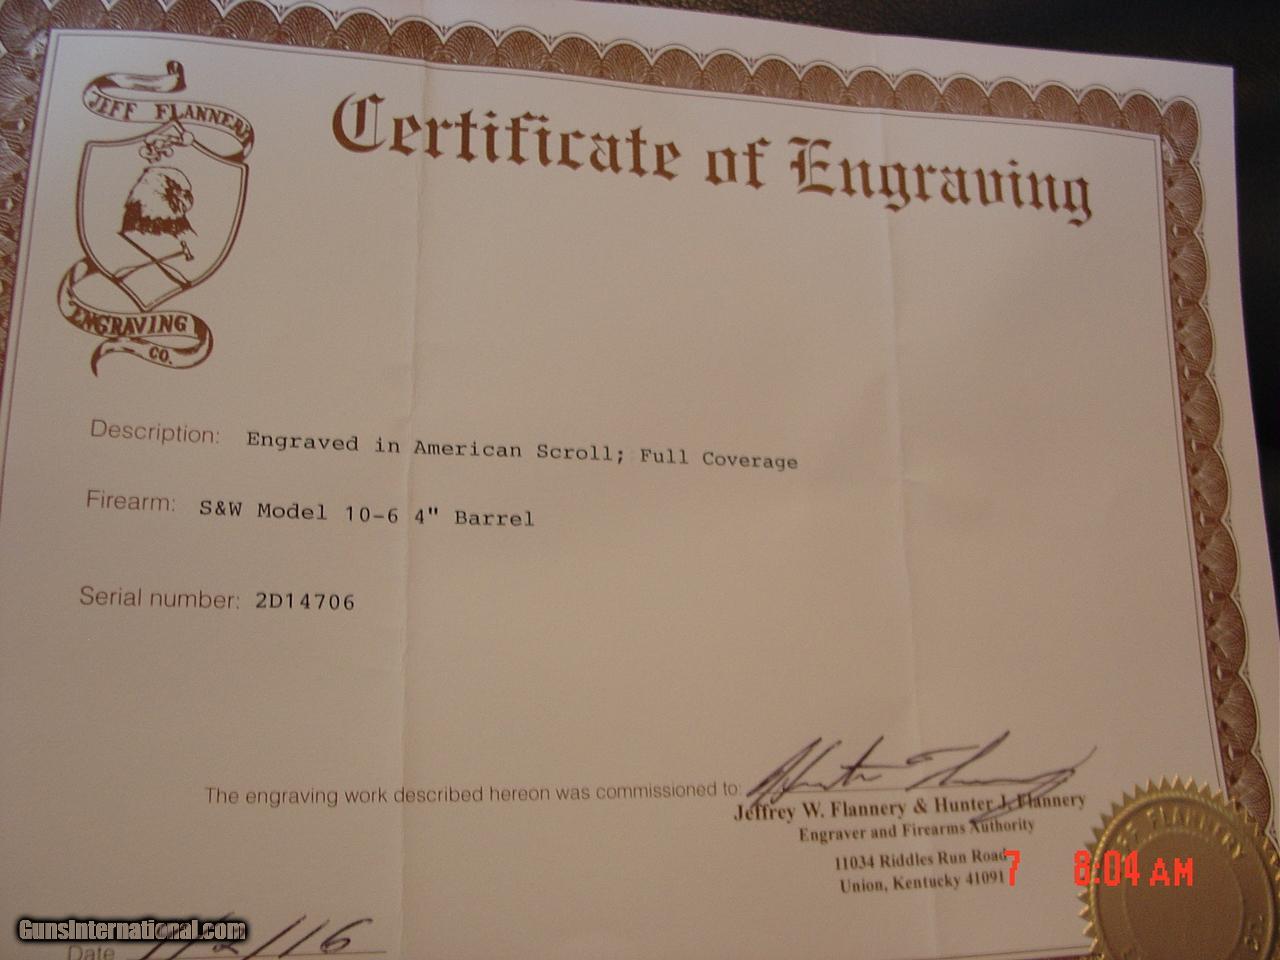 JEFF FLANNERY
Certificate of Engraving
ENGRAVING
CO.
Description: Engraved in American Scroll; Full Coverage
Firearm: S&W Model 10-6 4" Barrel
Serial number: 2D14706
The engraving work described hereon was commissioned to:
Jeffrey W. Flannery & Hunter J. Flannery
Engraver and Firearms Authority
11034 Riddles Run Road
Union, Kentucky 41091
7 8:04 AM
FLANNERY
GunsInternational.com
Date /16